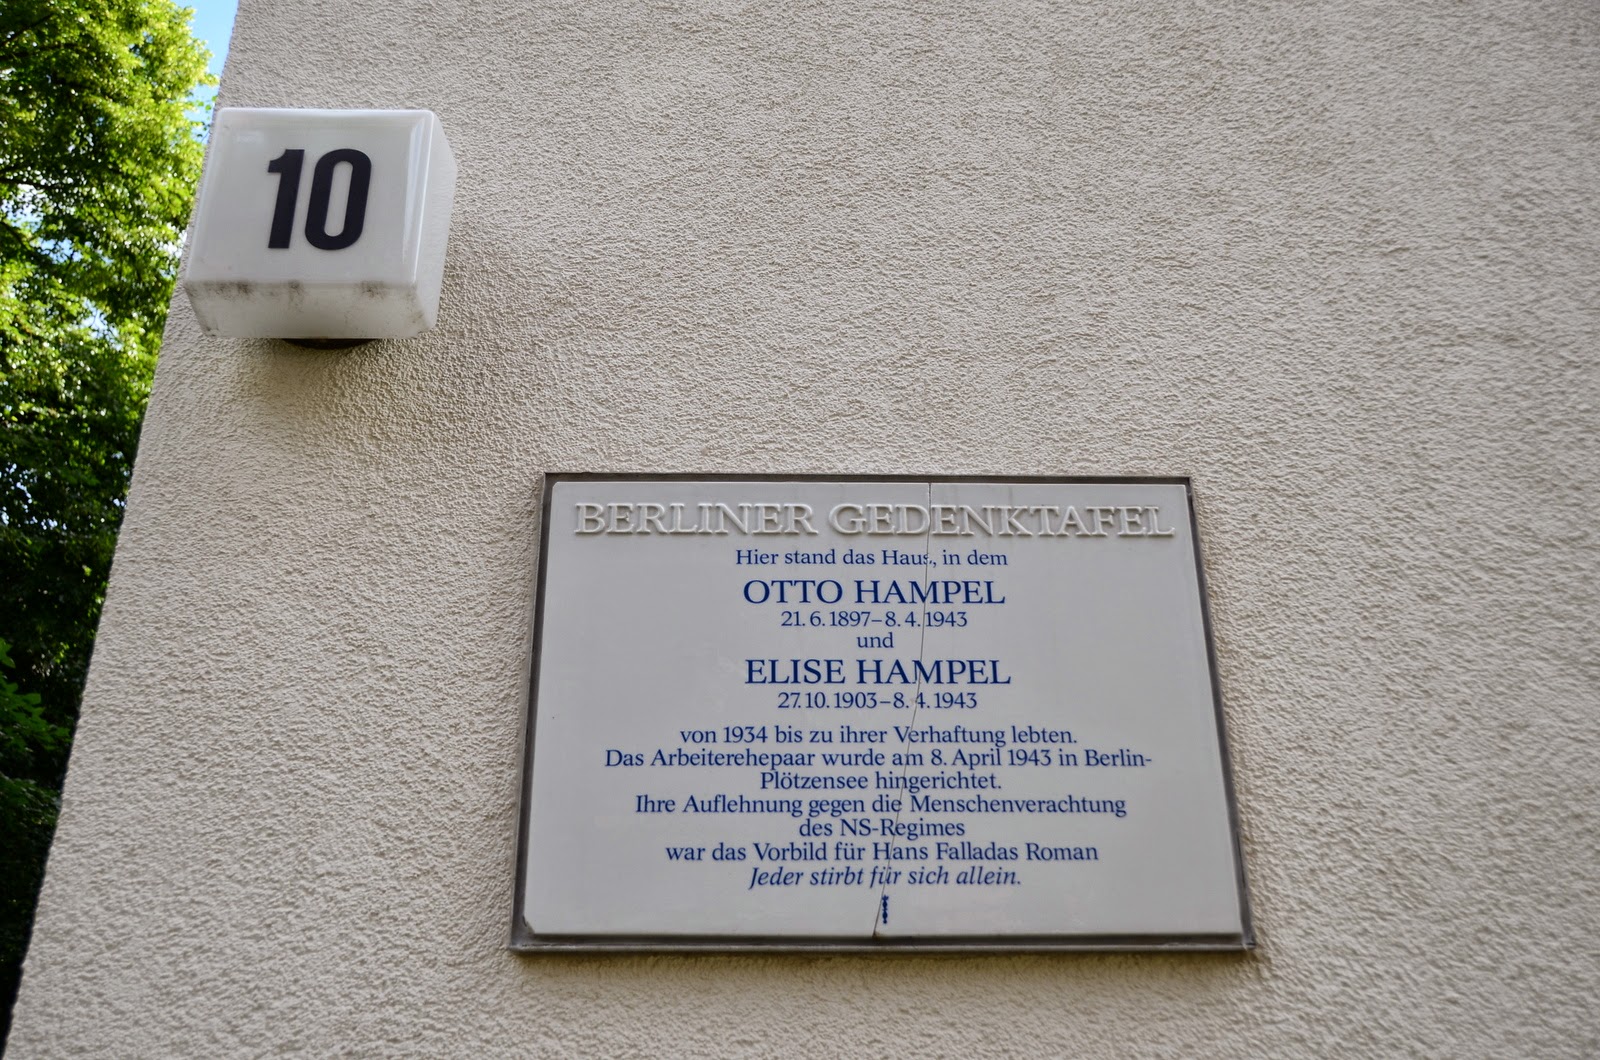 10
BERLINER GEDENKTAFEL
Hier stand das Haus, in dem
OTTO HAMPEL
21. 6. 1897–8. 4. 1943
und
ELISE HAMPEL
27. 10. 1903–8. 4. 1943
von 1934 bis zu ihrer Verhaftung lebten.
Das Arbeiterehepaar wurde am 8. April 1943 in Berlin-
Plötzensee hingerichtet.
Ihre Auflehnung gegen die Menschenverachtung
des NS-Regimes
war das Vorbild für Hans Falladas Roman
Jeder stirbt für sich allein.